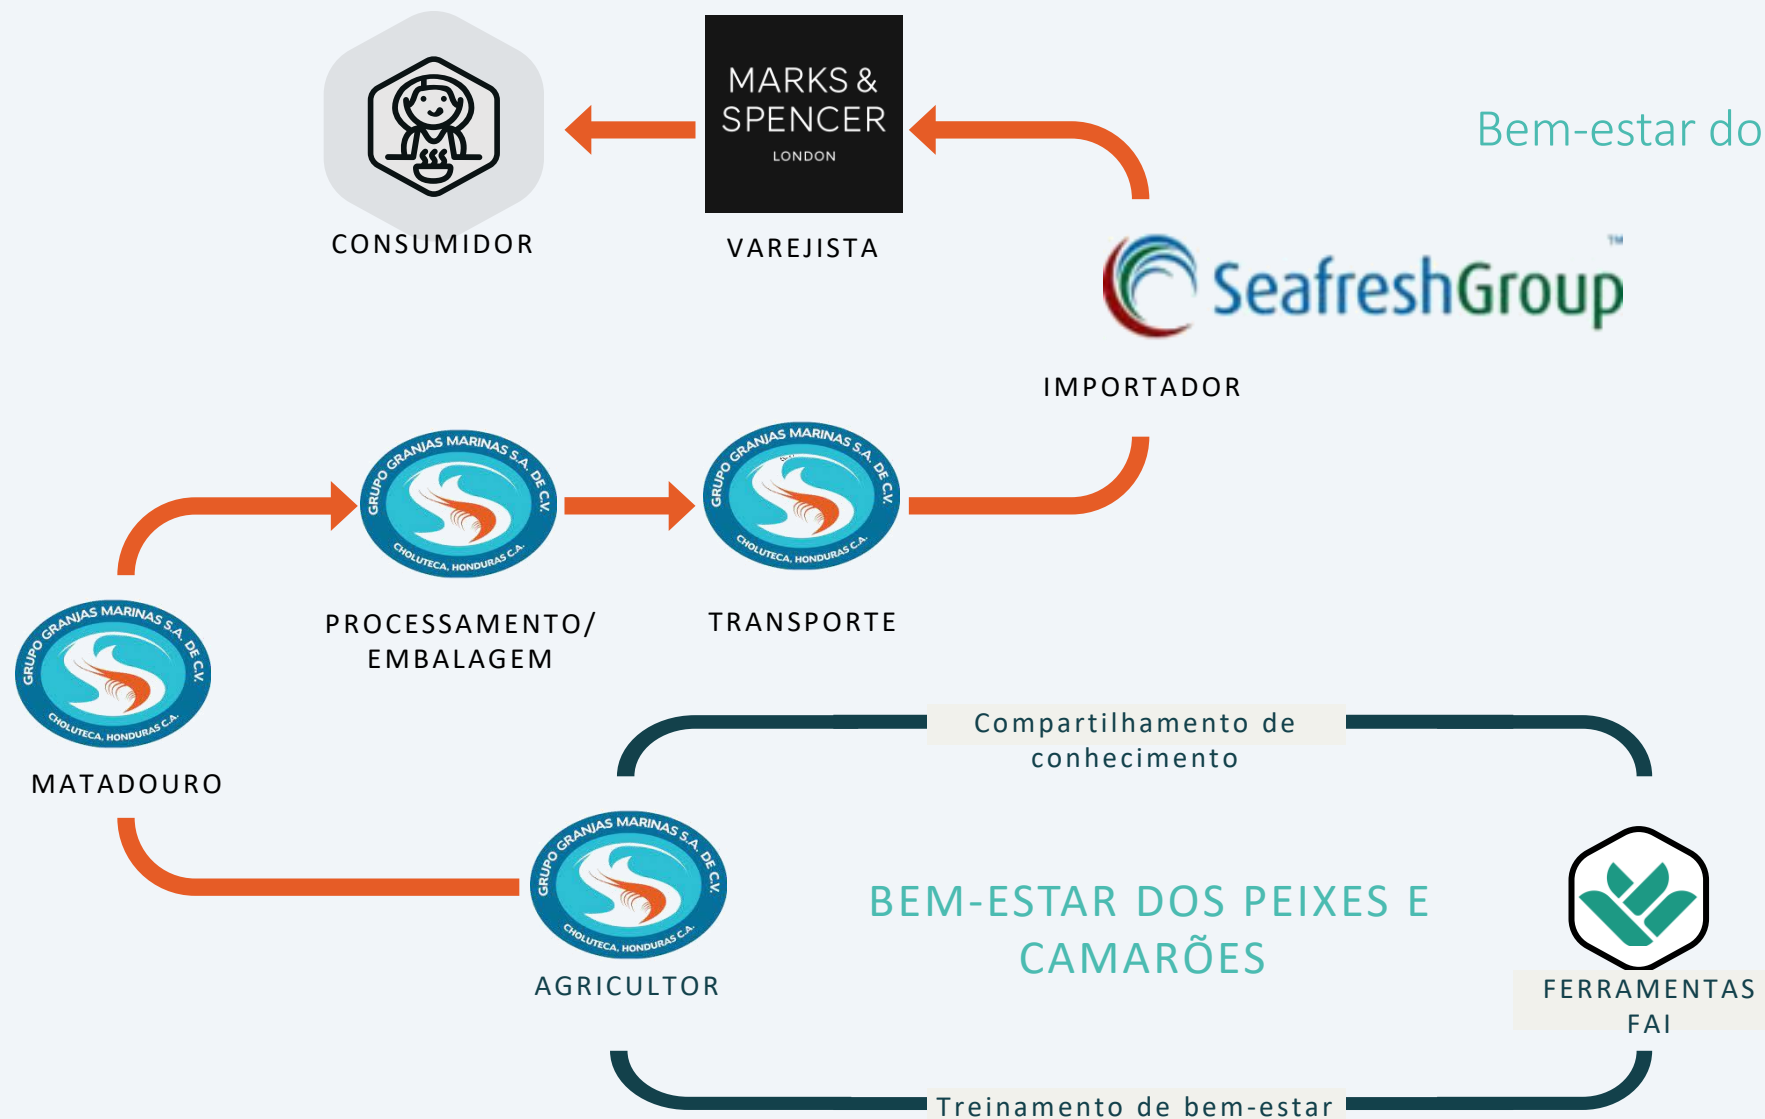 MARKS &
SPENCER
LONDON
Bem-estar do
CONSUMIDOR
VAREJISTA
SeafreshGroup
TM
IMPORTADOR
GRUPO GRANJAS MARINAS S.A. DE C.V.
CHOLUTECA, HONDURAS C.A.
GRUPO GRANJAS MARINAS S.A. DE C.V.
CHOLUTECA, HONDURAS C.A.
PROCESSAMENTO/
EMBALAGEM
TRANSPORTE
GRUPO GRANJAS MARINAS S.A. DE C.V.
CHOLUTECA, HONDURAS C.A.
MATADOURO
Compartilhamento de
conhecimento
GRUPO GRANJAS MARINAS S.A. DE C.V.
CHOLUTECA, HONDURAS C.A.
AGRICULTOR
BEM-ESTAR DOS PEIXES E
CAMARÕES
FERRAMENTAS
FAI
Treinamento de bem-estar